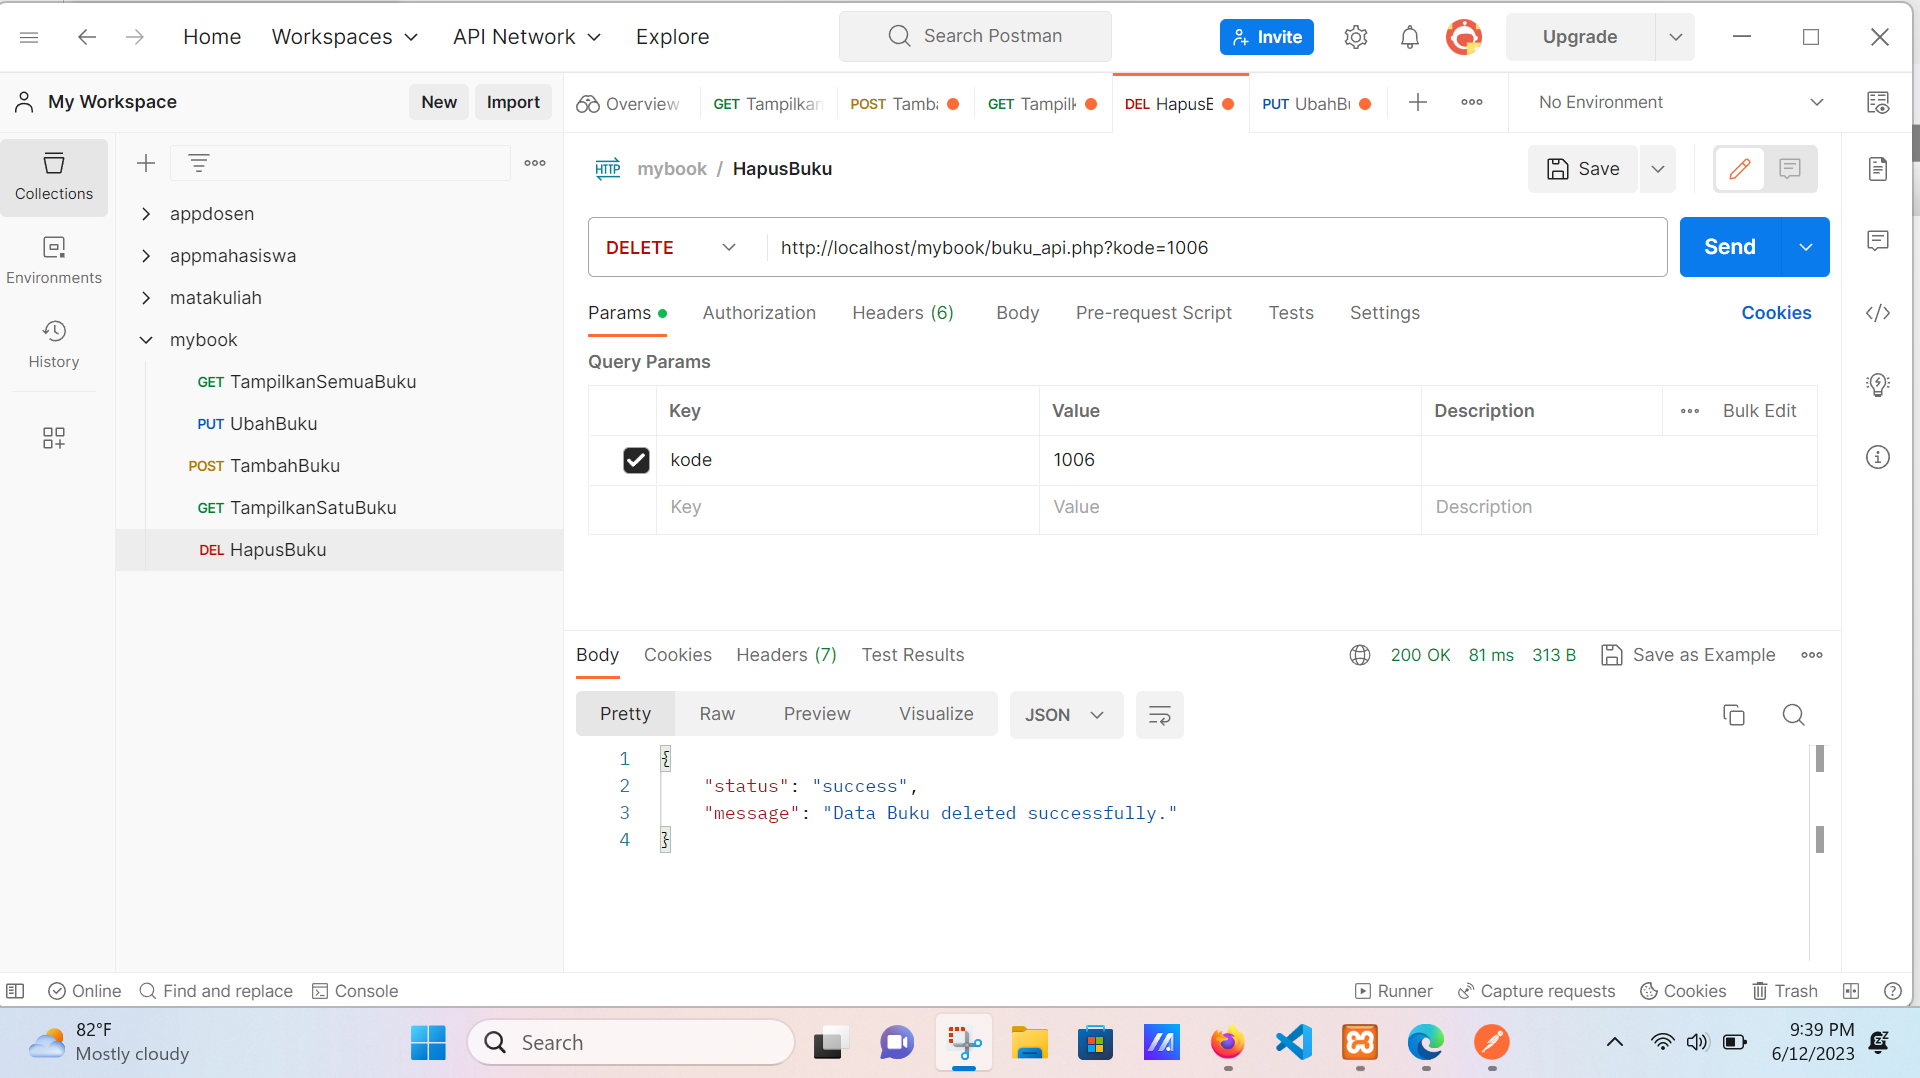 Home Workspaces API Network Explore Search Postman Invite Upgrade
My Workspace New Import Overview GET Tampilkan POST Tamba GET Tampilk DEL HapusB PUT UbahBu No Environment
Collections
Environments
History
appdosen
appmahasiswa
matakuliah
mybook
GET TampilkanSemuaBuku
PUT UbahBuku
POST TambahBuku
GET TampilkanSatuBuku
DEL HapusBuku
HTTP mybook / HapusBuku Save
DELETE http://localhost/mybook/buku_api.php?kode=1006 Send
Params Authorization Headers (6) Body Pre-request Script Tests Settings Cookies
Query Params
Key Value Description Bulk Edit
kode 1006
Key Value Description
Body Cookies Headers (7) Test Results 200 OK 81 ms 313 B Save as Example
Pretty Raw Preview Visualize JSON
1 {
2 "status": "success",
3 "message": "Data Buku deleted successfully."
4 }
Online Find and replace Console Runner Capture requests Cookies Trash
82°F
Mostly cloudy
Search
9:39 PM
6/12/2023